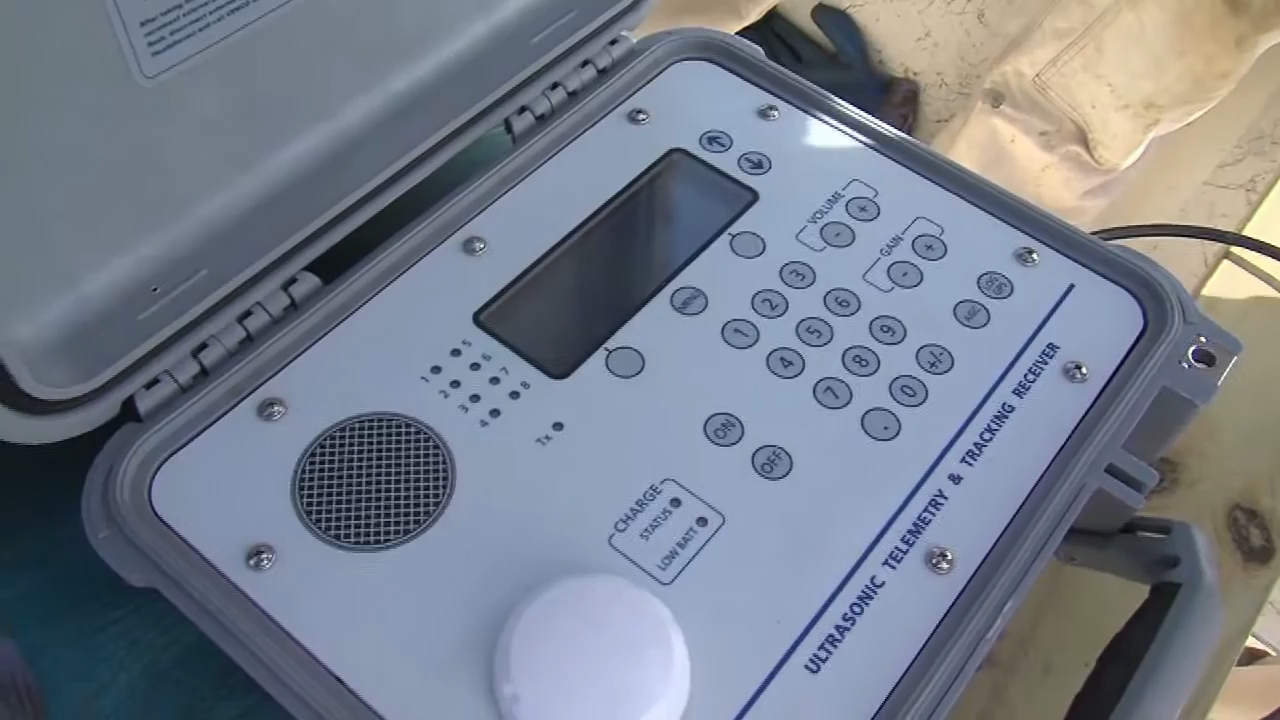 VOLUME
+
-
GAIN
+
-
MENU
3
2
1
6
5
4
9
8
7
+/-
0
.
ESC
ON
OFF
5
6
7
8
1
2
3
4
Tx
CHARGE
STATUS
LOW BATT
ULTRASONIC TELEMETRY & TRACKING RECEIVER